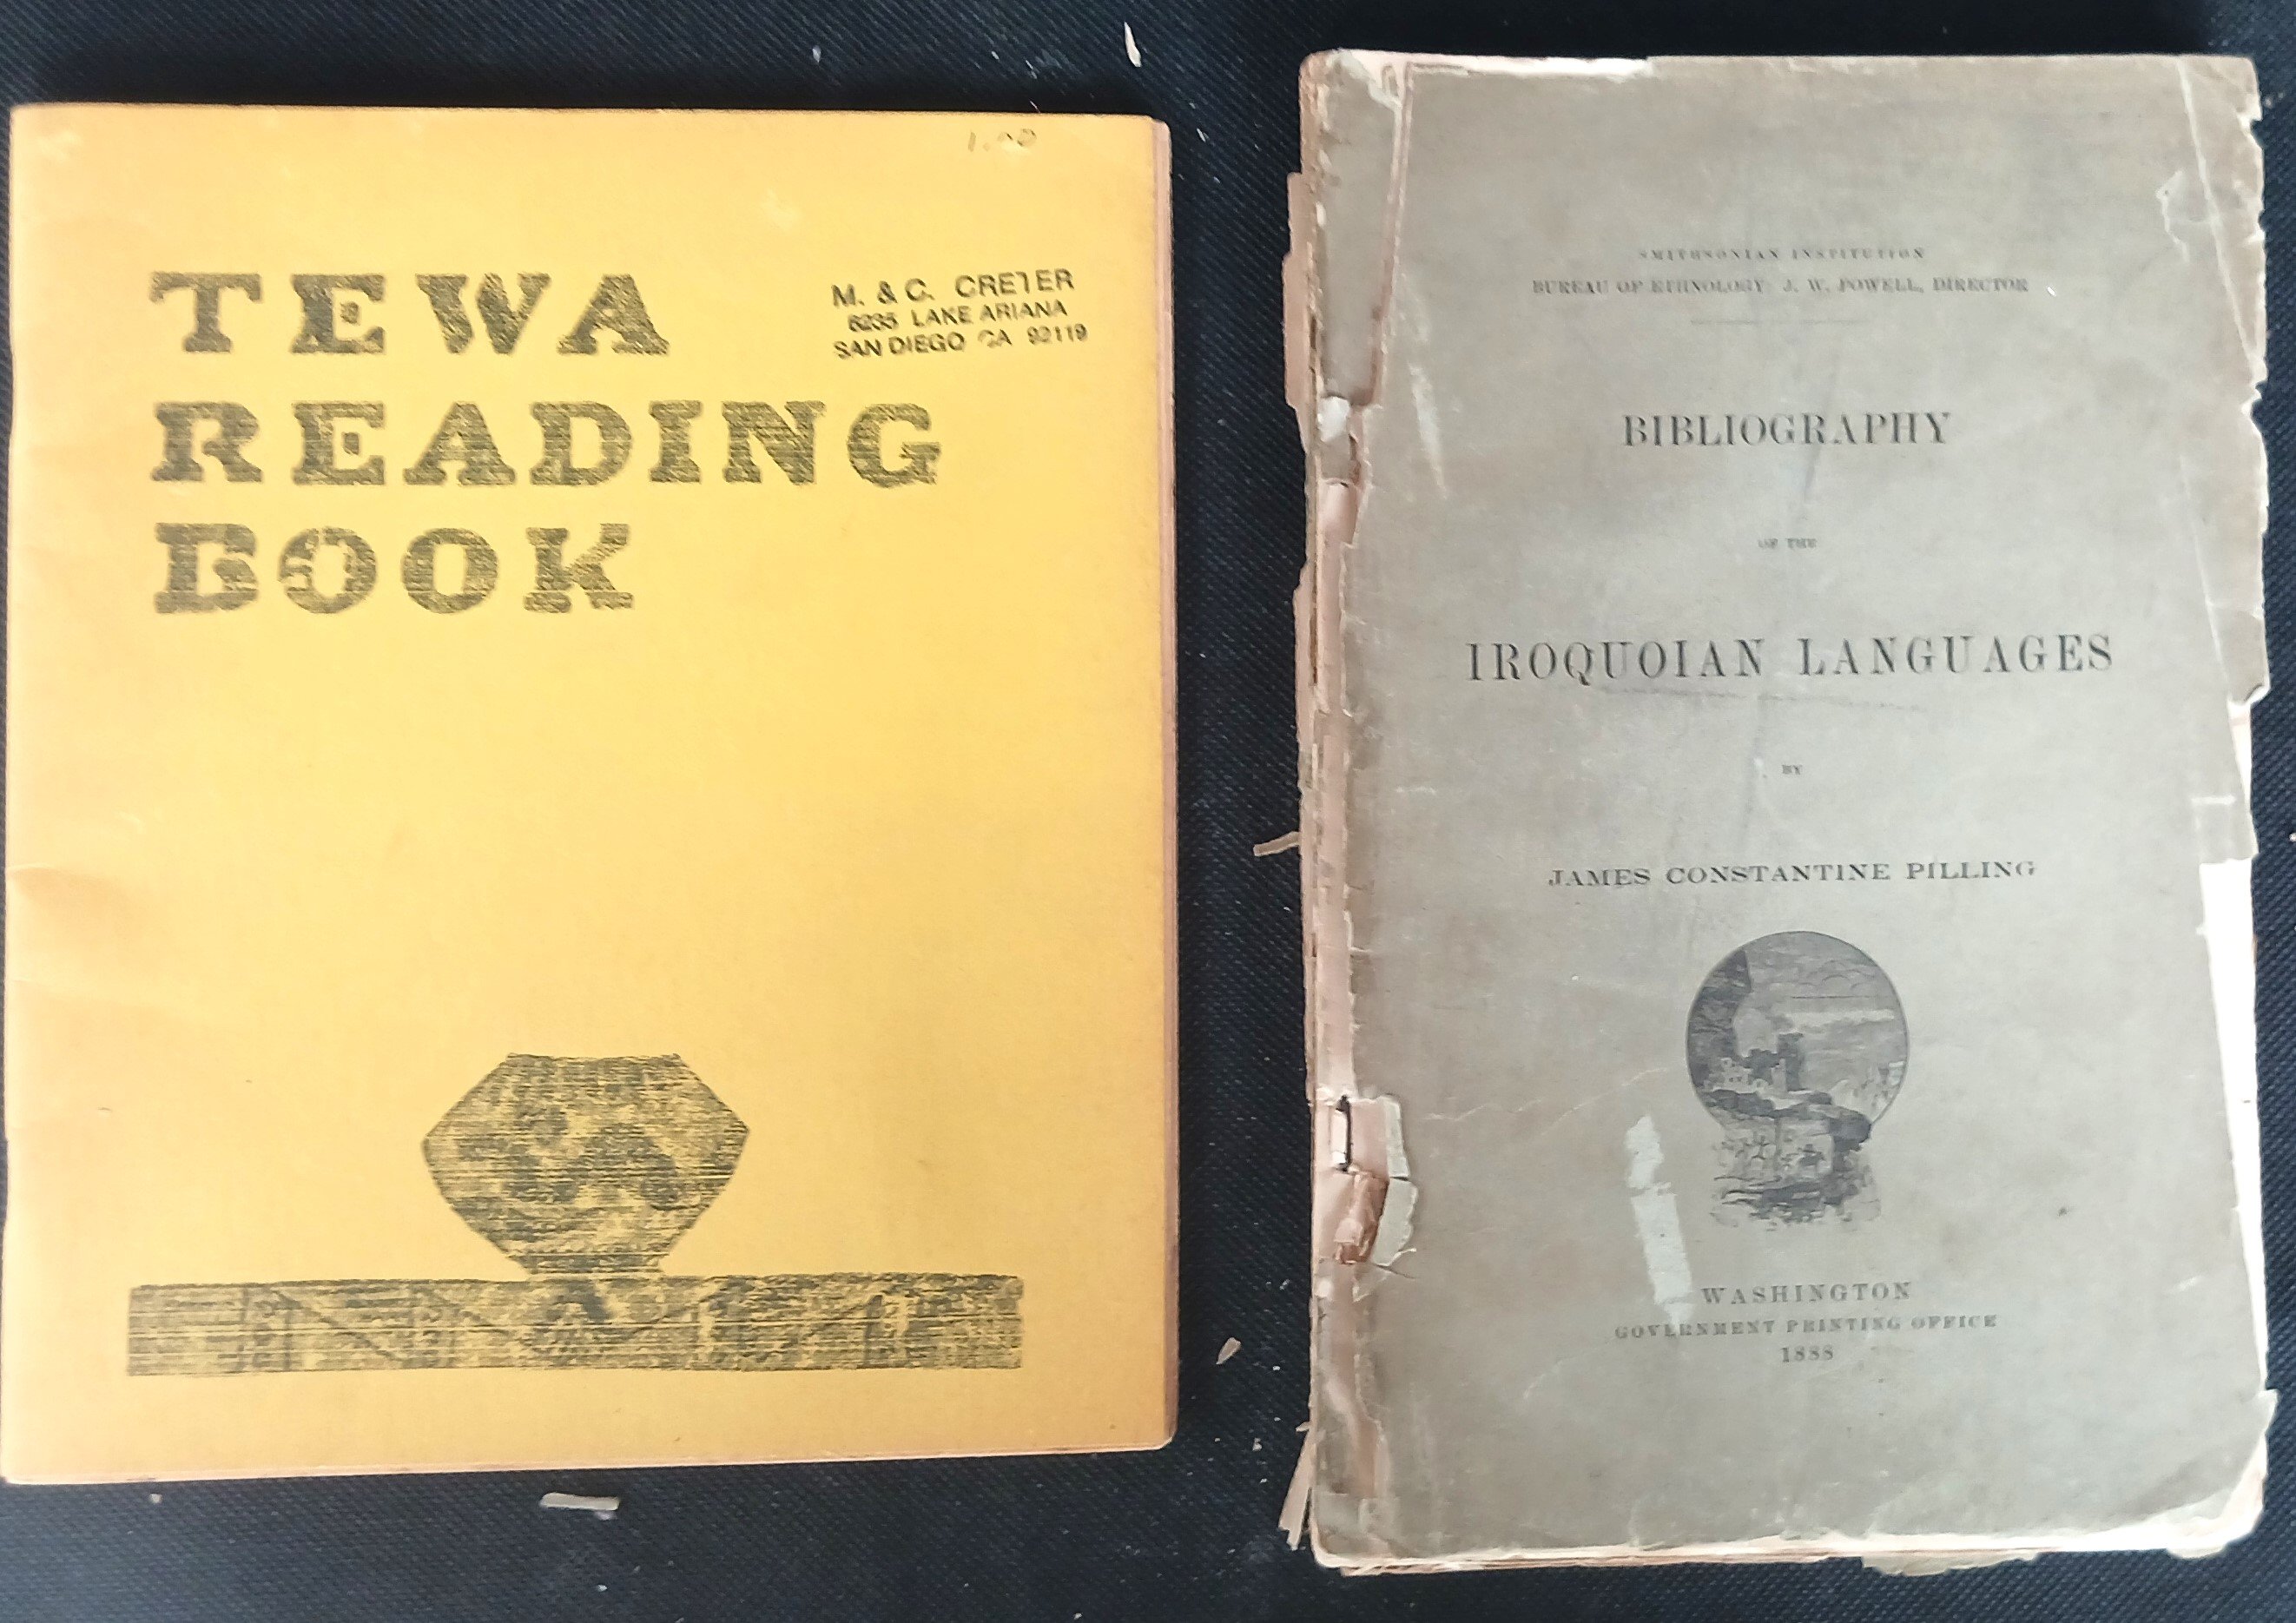 1.00
TEWA
READING
BOOK
M. & C. CRETER
6235 LAKE ARIANA
SAN DIEGO CA 92119
SMITHSONIAN INSTITUTION
BUREAU OF ETHNOLOGY: J. W. POWELL, DIRECTOR
BIBLIOGRAPHY
OF THE
IROQUOIAN LANGUAGES
BY
JAMES CONSTANTINE PILLING
WASHINGTON
GOVERNMENT PRINTING OFFICE
1888